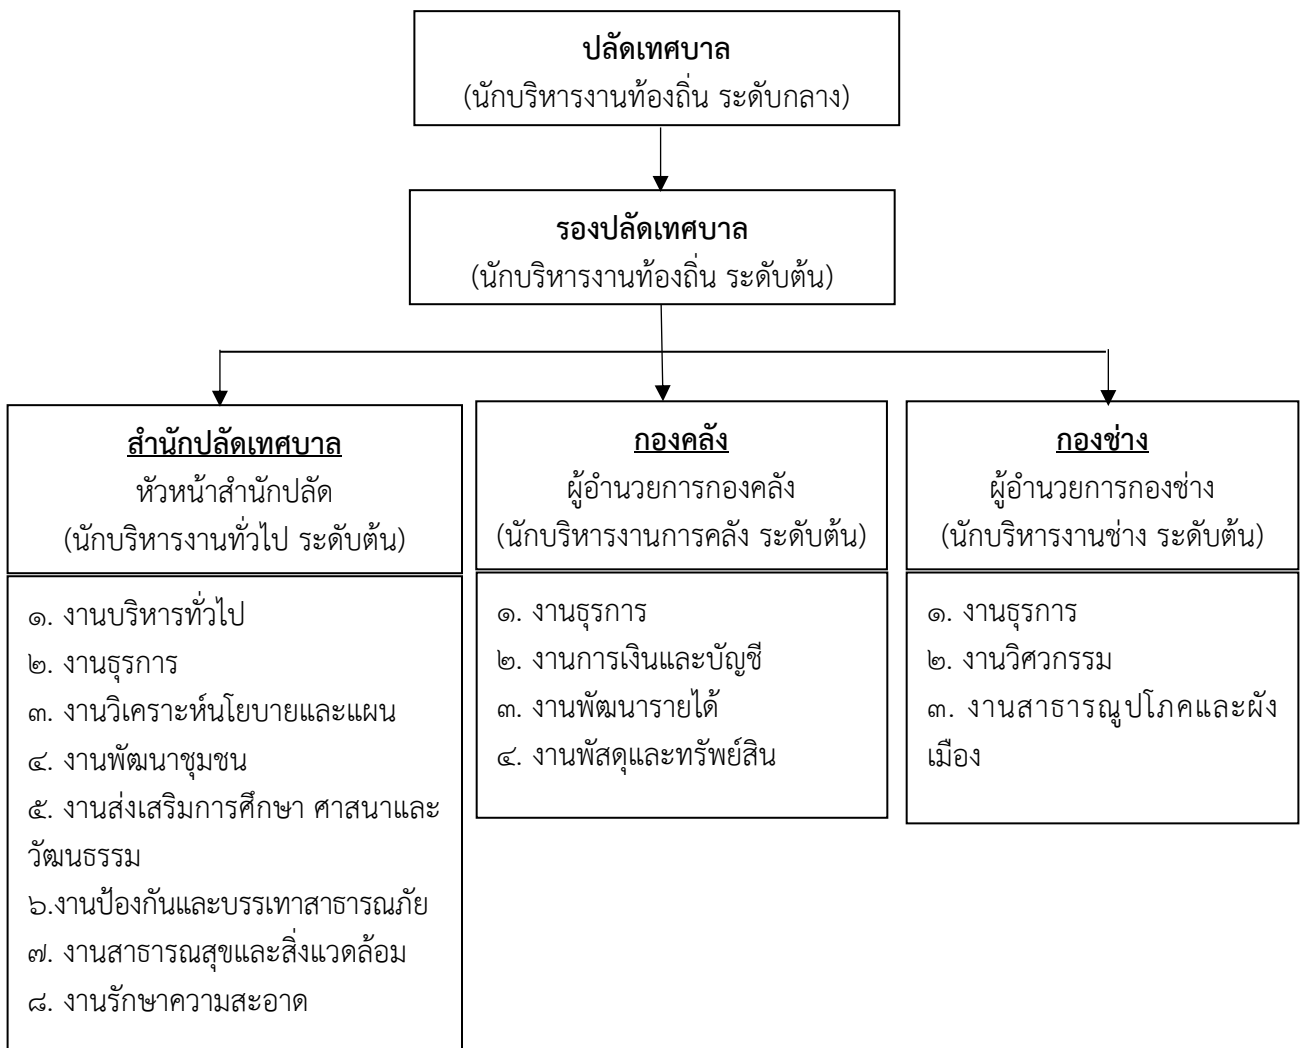 ปลัดเทศบาล
(นักบริหารงานท้องถิ่น ระดับกลาง)
รองปลัดเทศบาล
(นักบริหารงานท้องถิ่น ระดับต้น)
สำนักปลัดเทศบาล
หัวหน้าสำนักปลัด
(นักบริหารงานทั่วไป ระดับต้น)
๑. งานบริหารทั่วไป
๒. งานธุรการ
๓. งานวิเคราะห์นโยบายและแผน
๔. งานพัฒนาชุมชน
๕. งานส่งเสริมการศึกษา ศาสนาและ
วัฒนธรรม
๖.งานป้องกันและบรรเทาสาธารณภัย
๗. งานสาธารณสุขและสิ่งแวดล้อม
๘. งานรักษาความสะอาด
กองคลัง
ผู้อำนวยการกองคลัง
(นักบริหารงานการคลัง ระดับต้น)
๑. งานธุรการ
๒. งานการเงินและบัญชี
๓. งานพัฒนารายได้
๔. งานพัสดุและทรัพย์สิน
กองช่าง
ผู้อำนวยการกองช่าง
(นักบริหารงานช่าง ระดับต้น)
๑. งานธุรการ
๒. งานวิศวกรรม
๓. งานสาธารณูปโภคและผัง
เมือง